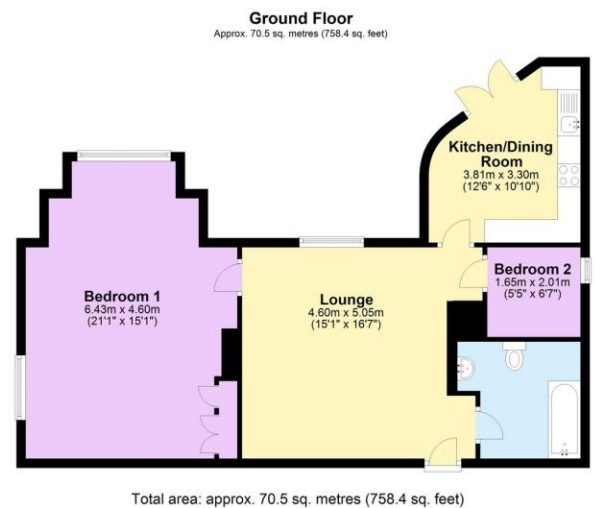 Ground Floor
Approx. 70.5 sq. metres (758.4 sq. feet)
Kitchen/Dining
Room
3.81m x 3.30m
(12'6" x 10'10")
Bedroom 2
1.65m x 2.01m
(5'5" x 6'7")
Bedroom 1
6.43m x 4.60m
(21'1" x 15'1")
Lounge
4.60m x 5.05m
(15'1" x 16'7")
Total area: approx. 70.5 sq. metres (758.4 sq. feet)